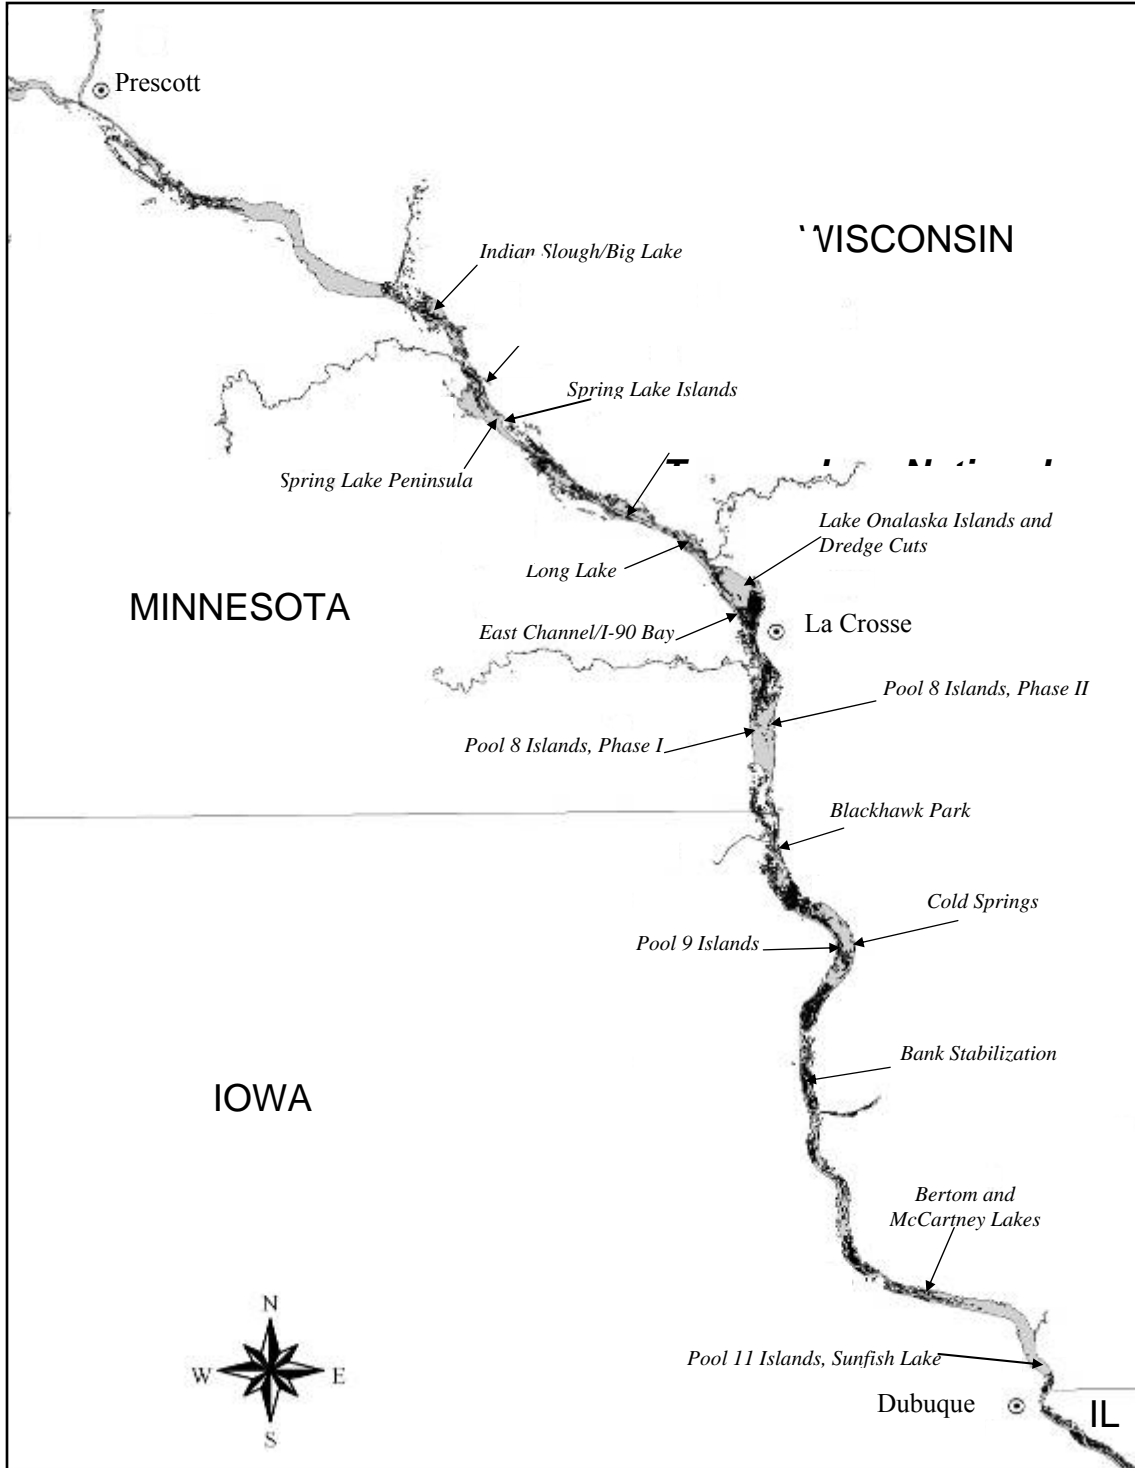 Prescott
WISCONSIN
Indian Slough/Big Lake
Spring Lake Islands
Spring Lake Peninsula
Lake Onalaska Islands and
Dredge Cuts
Long Lake
MINNESOTA
East Channel/I-90 Bay
La Crosse
Pool 8 Islands, Phase II
Pool 8 Islands, Phase I
Blackhawk Park
Cold Springs
Pool 9 Islands
Bank Stabilization
IOWA
Bertom and
McCartney Lakes
N
W
E
S
Pool 11 Islands, Sunfish Lake
Dubuque
IL